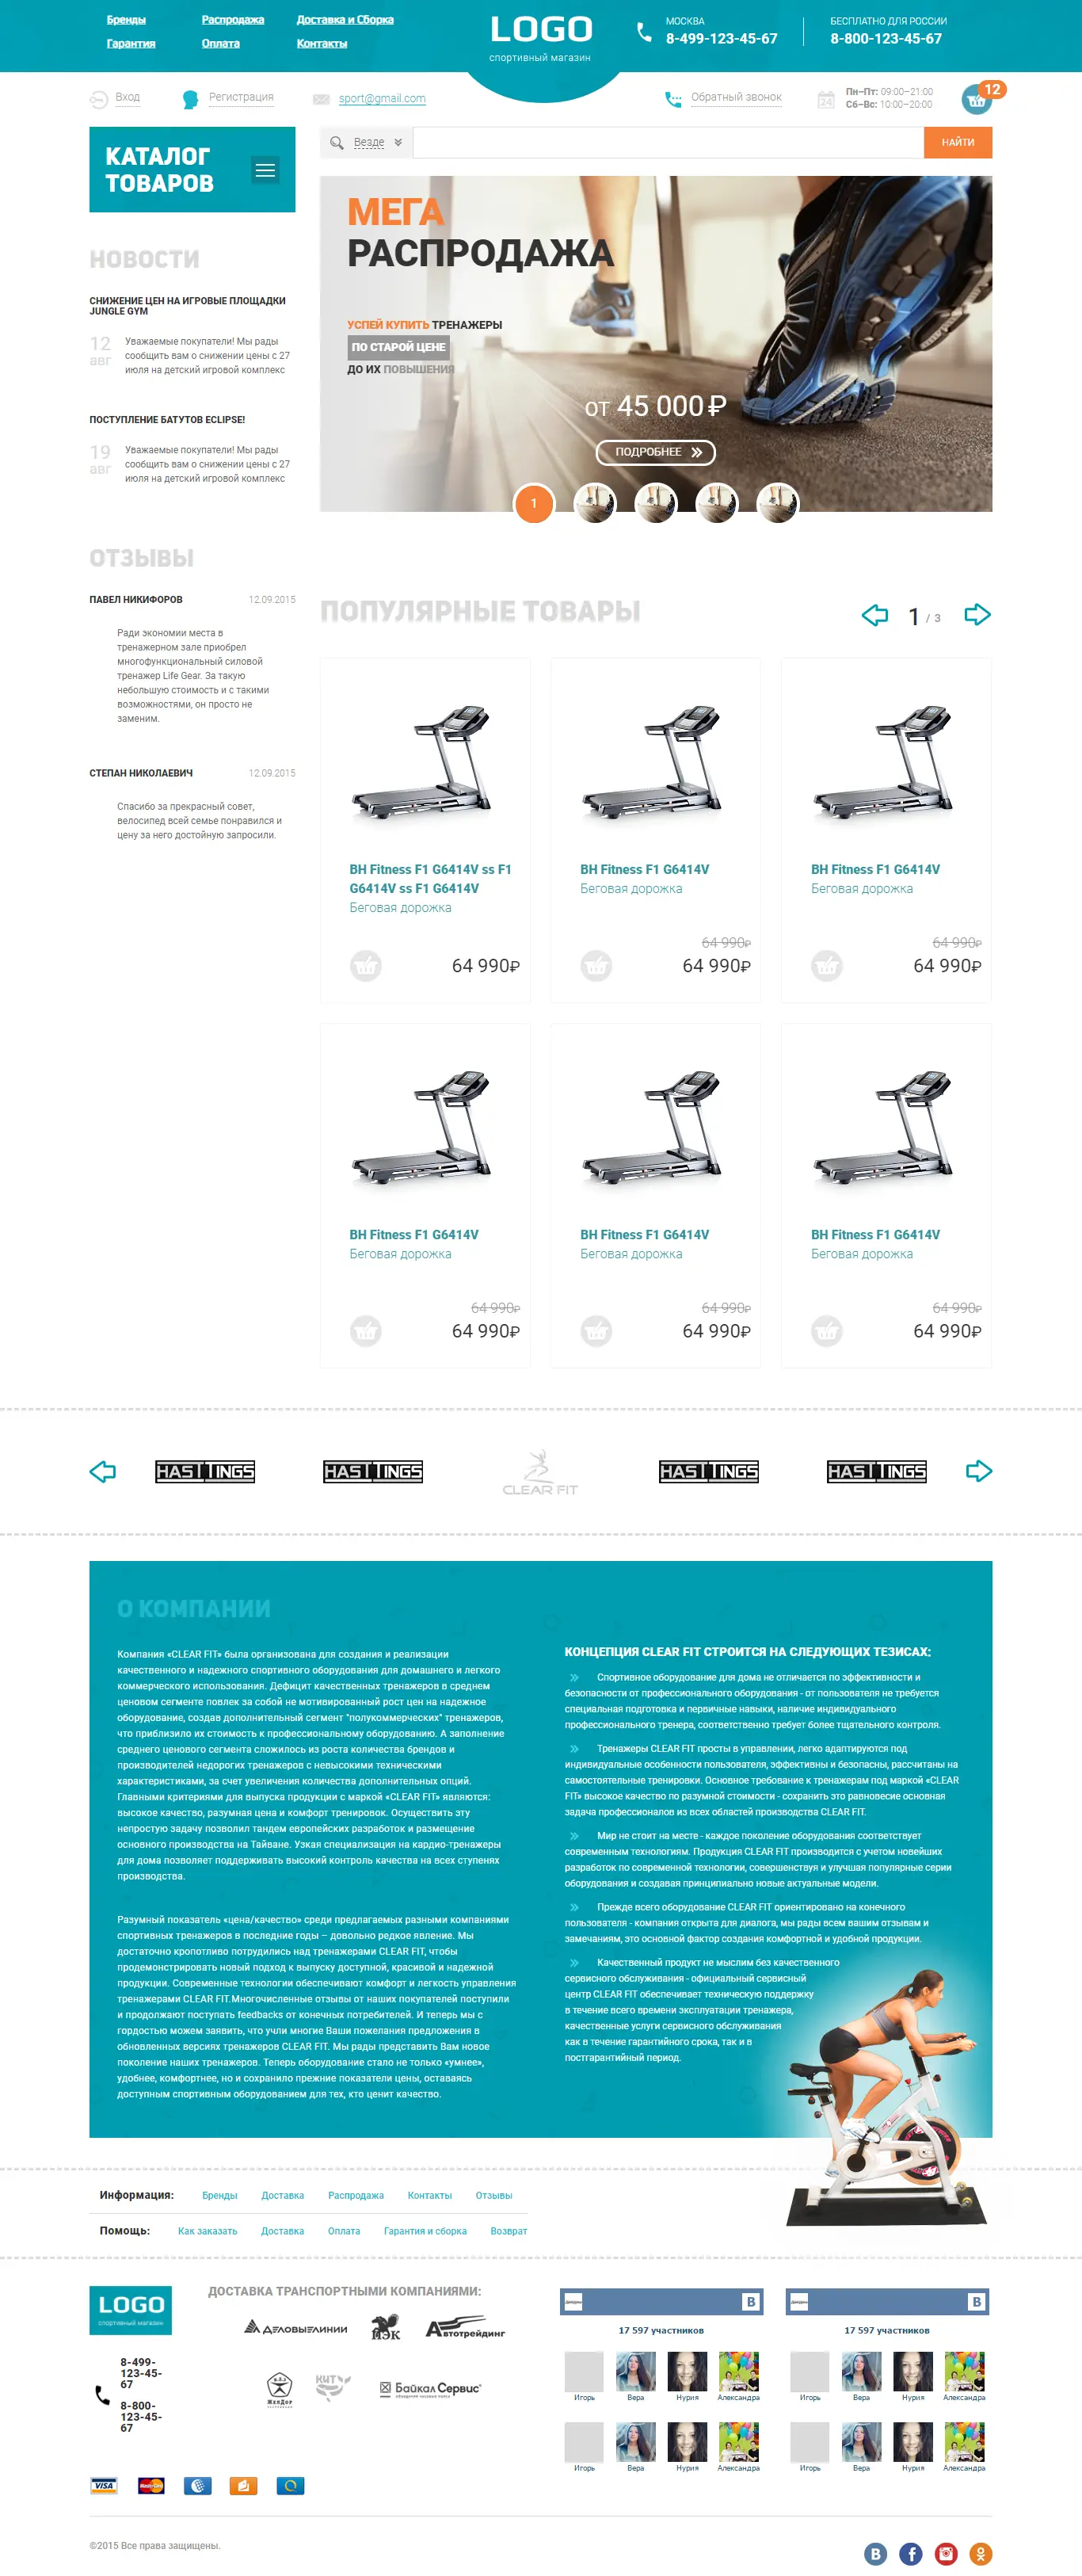 Бренды
Распродажа
Доставка и Сборка
Гарантия
Оплата
Контакты
LOGO
спортивный магазин
МОСКВА
8-499-123-45-67
БЕСПЛАТНО ДЛЯ РОССИИ
8-800-123-45-67
Вход
Регистрация
sport@gmail.com
Обратный звонок
24
Пн–Пт: 09:00–21:00
Сб–Вс: 10:00–20:00
12
КАТАЛОГ
ТОВАРОВ
Везде
НАЙТИ
НОВОСТИ
СНИЖЕНИЕ ЦЕН НА ИГРОВЫЕ ПЛОЩАДКИ
JUNGLE GYM
12
авг
Уважаемые покупатели! Мы рады
сообщить вам о снижении цены с 27
июля на детский игровой комплекс
ПОСТУПЛЕНИЕ БАТУТОВ ECLIPSE!
19
авг
Уважаемые покупатели! Мы рады
сообщить вам о снижении цены с 27
июля на детский игровой комплекс
МЕГА
РАСПРОДАЖА
УСПЕЙ КУПИТЬ ТРЕНАЖЕРЫ
ПО СТАРОЙ ЦЕНЕ
ДО ИХ ПОВЫШЕНИЯ
от 45 000 ₽
ПОДРОБНЕЕ
1
ОТЗЫВЫ
ПАВЕЛ НИКИФОРОВ
12.09.2015
Ради экономии места в
тренажерном зале приобрел
многофункциональный силовой
тренажер Life Gear. За такую
небольшую стоимость и с такими
возможностями, он просто не
заменим.
СТЕПАН НИКОЛАЕВИЧ
12.09.2015
Спасибо за прекрасный совет,
велосипед всей семье понравился и
цену за него достойную запросили.
ПОПУЛЯРНЫЕ ТОВАРЫ
1 / 3
BH Fitness F1 G6414V ss F1
G6414V ss F1 G6414V
Беговая дорожка
64 990₽
BH Fitness F1 G6414V
Беговая дорожка
64 990₽
64 990₽
BH Fitness F1 G6414V
Беговая дорожка
64 990₽
64 990₽
BH Fitness F1 G6414V
Беговая дорожка
64 990₽
64 990₽
BH Fitness F1 G6414V
Беговая дорожка
64 990₽
64 990₽
BH Fitness F1 G6414V
Беговая дорожка
64 990₽
64 990₽
HASTTINGS
HASTTINGS
CLEAR FIT
HASTTINGS
HASTTINGS
О КОМПАНИИ
Компания «CLEAR FIT» была организована для создания и реализации
качественного и надежного спортивного оборудования для домашнего и легкого
коммерческого использования. Дефицит качественных тренажеров в среднем
ценовом сегменте повлек за собой не мотивированный рост цен на надежное
оборудование, создав дополнительный сегмент "полукоммерческих" тренажеров,
что приблизило их стоимость к профессиональному оборудованию. А заполнение
среднего ценового сегмента сложилось из роста количества брендов и
производителей недорогих тренажеров с невысокими техническими
характеристиками, за счет увеличения количества дополнительных опций.
Главными критериями для выпуска продукции с маркой «CLEAR FIT» являются:
высокое качество, разумная цена и комфорт тренировок. Осуществить эту
непростую задачу позволил тандем европейских разработок и размещение
основного производства на Тайване. Узкая специализация на кардио-тренажеры
для дома позволяет поддерживать высокий контроль качества на всех ступенях
производства.
Разумный показатель «цена/качество» среди предлагаемых разными компаниями
спортивных тренажеров в последние годы – довольно редкое явление. Мы
достаточно кропотливо потрудились над тренажерами CLEAR FIT, чтобы
продемонстрировать новый подход к выпуску доступной, красивой и надежной
продукции. Современные технологии обеспечивают комфорт и легкость управления
тренажерами CLEAR FIT.Многочисленные отзывы от наших покупателей поступили
и продолжают поступать feedbacks от конечных потребителей. И теперь мы с
гордостью можем заявить, что учли многие Ваши пожелания предложения в
обновленных версиях тренажеров CLEAR FIT. Мы рады представить Вам новое
поколение наших тренажеров. Теперь оборудование стало не только «умнее»,
удобнее, комфортнее, но и сохранило прежние показатели цены, оставаясь
доступным спортивным оборудованием для тех, кто ценит качество.
КОНЦЕПЦИЯ CLEAR FIT СТРОИТСЯ НА СЛЕДУЮЩИХ ТЕЗИСАХ:
Спортивное оборудование для дома не отличается по эффективности и
безопасности от профессионального оборудования - от пользователя не требуется
специальная подготовка и первичные навыки, наличие индивидуального
профессионального тренера, соответственно требует более тщательного контроля.
Тренажеры CLEAR FIT просты в управлении, легко адаптируются под
индивидуальные особенности пользователя, эффективны и безопасны, рассчитаны на
самостоятельные тренировки. Основное требование к тренажерам под маркой «CLEAR
FIT» высокое качество по разумной стоимости - сохранить это равновесие основная
задача профессионалов из всех областей производства CLEAR FIT.
Мир не стоит на месте - каждое поколение оборудования соответствует
современным технологиям. Продукция CLEAR FIT производится с учетом новейших
разработок по современной технологии, совершенствуя и улучшая популярные серии
оборудования и создавая принципиально новые актуальные модели.
Прежде всего оборудование CLEAR FIT ориентировано на конечного
пользователя - компания открыта для диалога, мы рады всем вашим отзывам и
замечаниям, это основной фактор создания комфортной и удобной продукции.
Качественный продукт не мыслим без качественного
сервисного обслуживания - официальный сервисный
центр CLEAR FIT обеспечивает техническую поддержку
в течение всего времени эксплуатации тренажера,
качественные услуги сервисного обслуживания
как в течение гарантийного срока, так и в
постгарантийный период.
Информация:
Бренды
Доставка
Распродажа
Контакты
Отзывы
Помощь:
Как заказать
Доставка
Оплата
Гарантия и сборка
Возврат
LOGO
спортивный магазин
8-499-
123-45-
67
8-800-
123-45-
67
ДОСТАВКА ТРАНСПОРТНЫМИ КОМПАНИЯМИ:
ДЕЛОВЫЕЛИНИИ
ПЭК
Автотрейдинг
ЖелДор
КИТ
Байкал Сервис
В
17 597 участников
Игорь
Вера
Нурия
Александра
Игорь
Вера
Нурия
Александра
В
17 597 участников
Игорь
Вера
Нурия
Александра
Игорь
Вера
Нурия
Александра
VISA
MasterCard
©2015 Все права защищены.